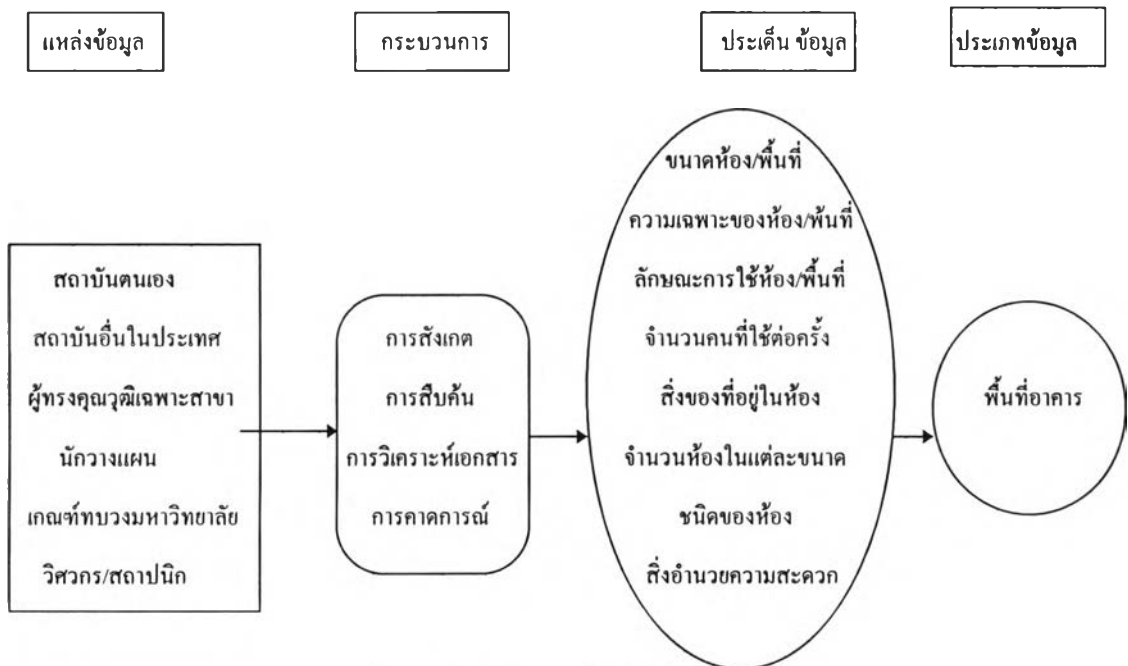 แหล่งข้อมูล
กระบวนการ
ประเด็น ข้อมูล
ประเภทข้อมูล
สถาบันตนเอง
สถาบันอื่นในประเทศ
ผู้ทรงคุณวุฒิเฉพาะสาขา
นักวางแผน
เกณฑ์ทบวงมหาวิทยาลัย
วิศวกร/สถาปนิก
การสังเกต
การสืบค้น
การวิเคราะห์เอกสาร
การคาดการณ์
ขนาดห้อง/พื้นที่
ความเฉพาะของห้อง/พ้นที่
ลักษณะการใช้ห้อง/พื้นที่
จำนวนคนที่ใช้ต่อครั้ง
สิ่งของที่อยู่ในห้อง
จำนวนห้องในแต่ละขนาด
ชนิดของห้อง
สิ่งอำนวยความสะดวก
พื้นที่อาคาร